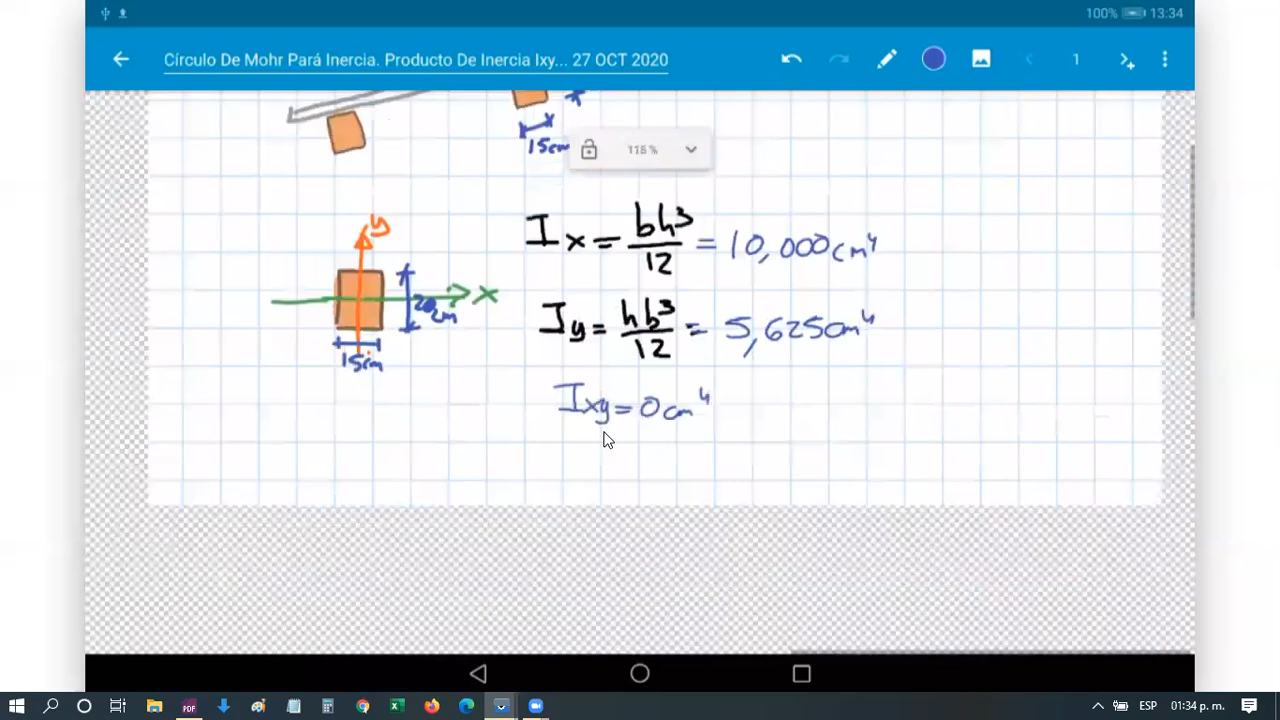 100% 13:34
Círculo De Mohr Pará Inercia. Producto De Inercia Ixy... 27 OCT 2020
1
15cm
118 %
y
Ix = bh³/12 = 10,000cm⁴
x
Iy = hb³/12 = 5,625cm⁴
15cm
Ixy = 0cm⁴
ESP 01:34 p. m.